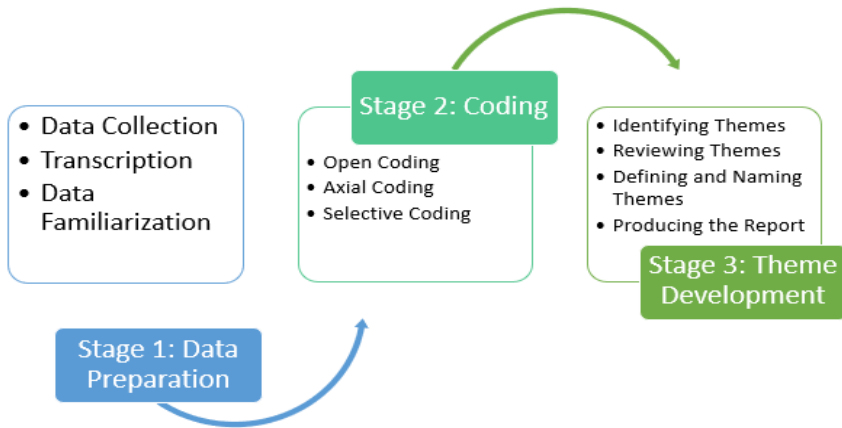 • Data Collection
• Transcription
• Data
Familiarization
Stage 1: Data
Preparation
Stage 2: Coding
• Open Coding
• Axial Coding
• Selective Coding
• Identifying Themes
• Reviewing Themes
• Defining and Naming
Themes
• Producing the Report
Stage 3: Theme
Development